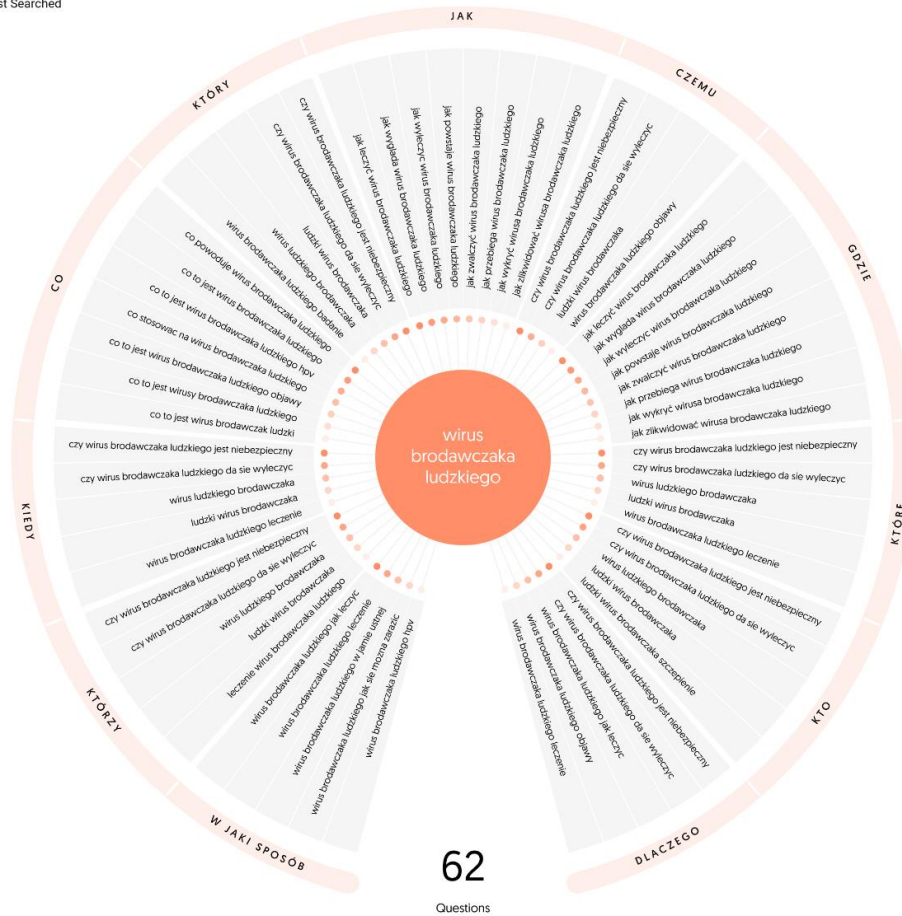 st Searched
JAK
jak leczyć wirus brodawczaka ludzkiego
jak wygląda wirus brodawczaka ludzkiego
jak wyleczyc wirus brodawczaka ludzkiego
jak powstaje wirus brodawczaka ludzkiego
jak zwalczyć wirus brodawczaka ludzkiego
jak przebiega wirus brodawczaka ludzkiego
jak wykryć wirusa brodawczaka ludzkiego
jak zlikwidować wirusa brodawczaka ludzkiego
CZEMU
czy wirus brodawczaka ludzkiego jest niebezpieczny
czy wirus brodawczaka ludzkiego da sie wyleczyc
ludzki wirus brodawczaka
wirus brodawczaka ludzkiego objawy
GDZIE
jak leczyć wirus brodawczaka ludzkiego
jak wygląda wirus brodawczaka ludzkiego
jak wyleczyc wirus brodawczaka ludzkiego
jak powstaje wirus brodawczaka ludzkiego
jak zwalczyć wirus brodawczaka ludzkiego
jak przebiega wirus brodawczaka ludzkiego
jak wykryć wirusa brodawczaka ludzkiego
jak zlikwidować wirusa brodawczaka ludzkiego
KTÓRE
czy wirus brodawczaka ludzkiego jest niebezpieczny
czy wirus brodawczaka ludzkiego da sie wyleczyc
wirus ludzkiego brodawczaka
ludzki wirus brodawczaka
wirus brodawczaka ludzkiego leczenie
KTO
czy wirus brodawczaka ludzkiego jest niebezpieczny
czy wirus brodawczaka ludzkiego da sie wyleczyc
wirus ludzkiego brodawczaka
ludzki wirus brodawczaka
ludzki wirus brodawczaka szczepienie
DLACZEGO
czy wirus brodawczaka ludzkiego jest niebezpieczny
czy wirus brodawczaka ludzkiego da sie wyleczyc
wirus brodawczaka ludzkiego jak leczyc
wirus brodawczaka ludzkiego objawy
wirus brodawczaka ludzkiego leczenie
W JAKI SPOSÓB
wirus brodawczaka ludzkiego hpv
wirus brodawczaka ludzkiego jak sie mozna zarazić
wirus brodawczaka ludzkiego w jamie ustnej
wirus brodawczaka ludzkiego leczenie
wirus brodawczaka ludzkiego jak leczyc
KTÓRZY
leczenie wirus brodawczaka ludzkiego
ludzki wirus brodawczaka
wirus ludzkiego brodawczaka
czy wirus brodawczaka ludzkiego da sie wyleczyc
czy wirus brodawczaka ludzkiego jest niebezpieczny
KIEDY
wirus brodawczaka ludzkiego leczenie
ludzki wirus brodawczaka
wirus ludzkiego brodawczaka
czy wirus brodawczaka ludzkiego da sie wyleczyc
czy wirus brodawczaka ludzkiego jest niebezpieczny
CO
co to jest wirus brodawczak ludzki
co to jest wirusy brodawczaka ludzkiego
co to jest wirus brodawczaka ludzkiego objawy
co stosowac na wirus brodawczaka ludzkiego
co to jest wirus brodawczaka ludzkiego hpv
co to jest wirus brodawczaka ludzkiego
co powoduje wirus brodawczaka ludzkiego
KTÓRY
wirus brodawczaka ludzkiego badanie
wirus ludzkiego brodawczaka
ludzki wirus brodawczaka
czy wirus brodawczaka ludzkiego da sie wyleczyc
czy wirus brodawczaka ludzkiego jest niebezpieczny
wirus
brodawczaka
ludzkiego
62
Questions